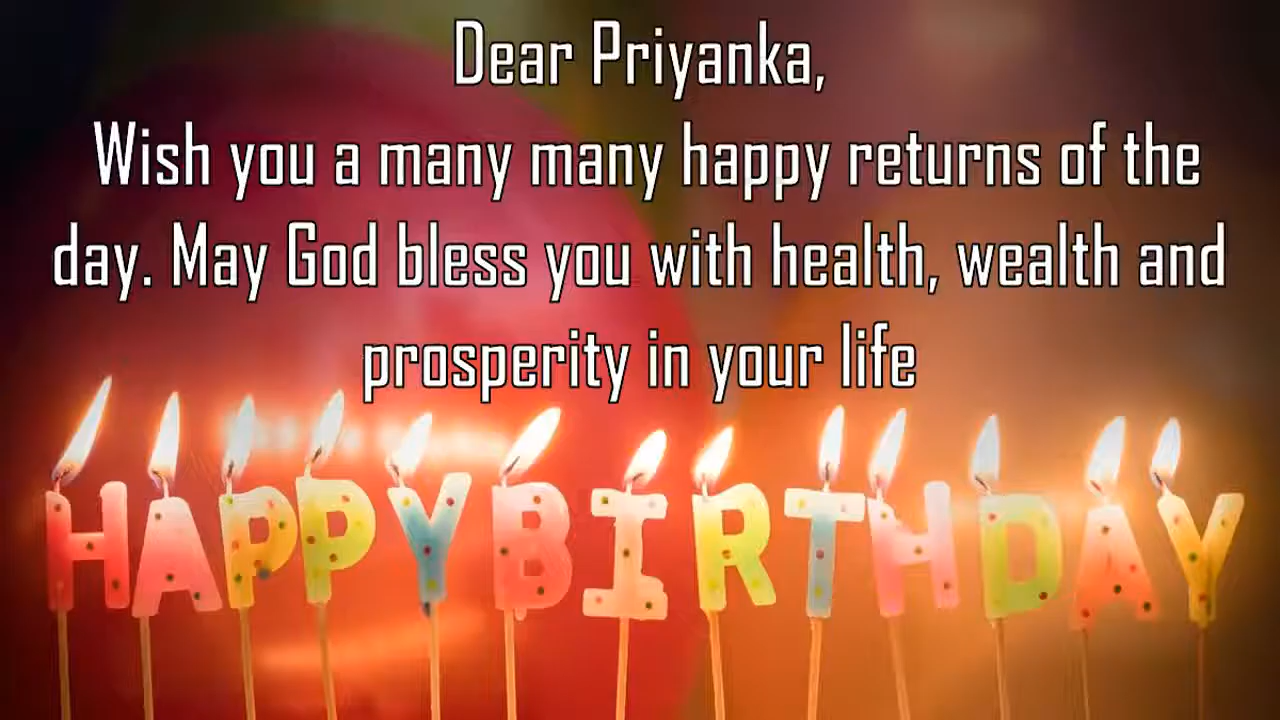 Dear Priyanka,
Wish you a many many happy returns of the
day. May God bless you with health, wealth and
prosperity in your life
HAPPY BIRTHDAY